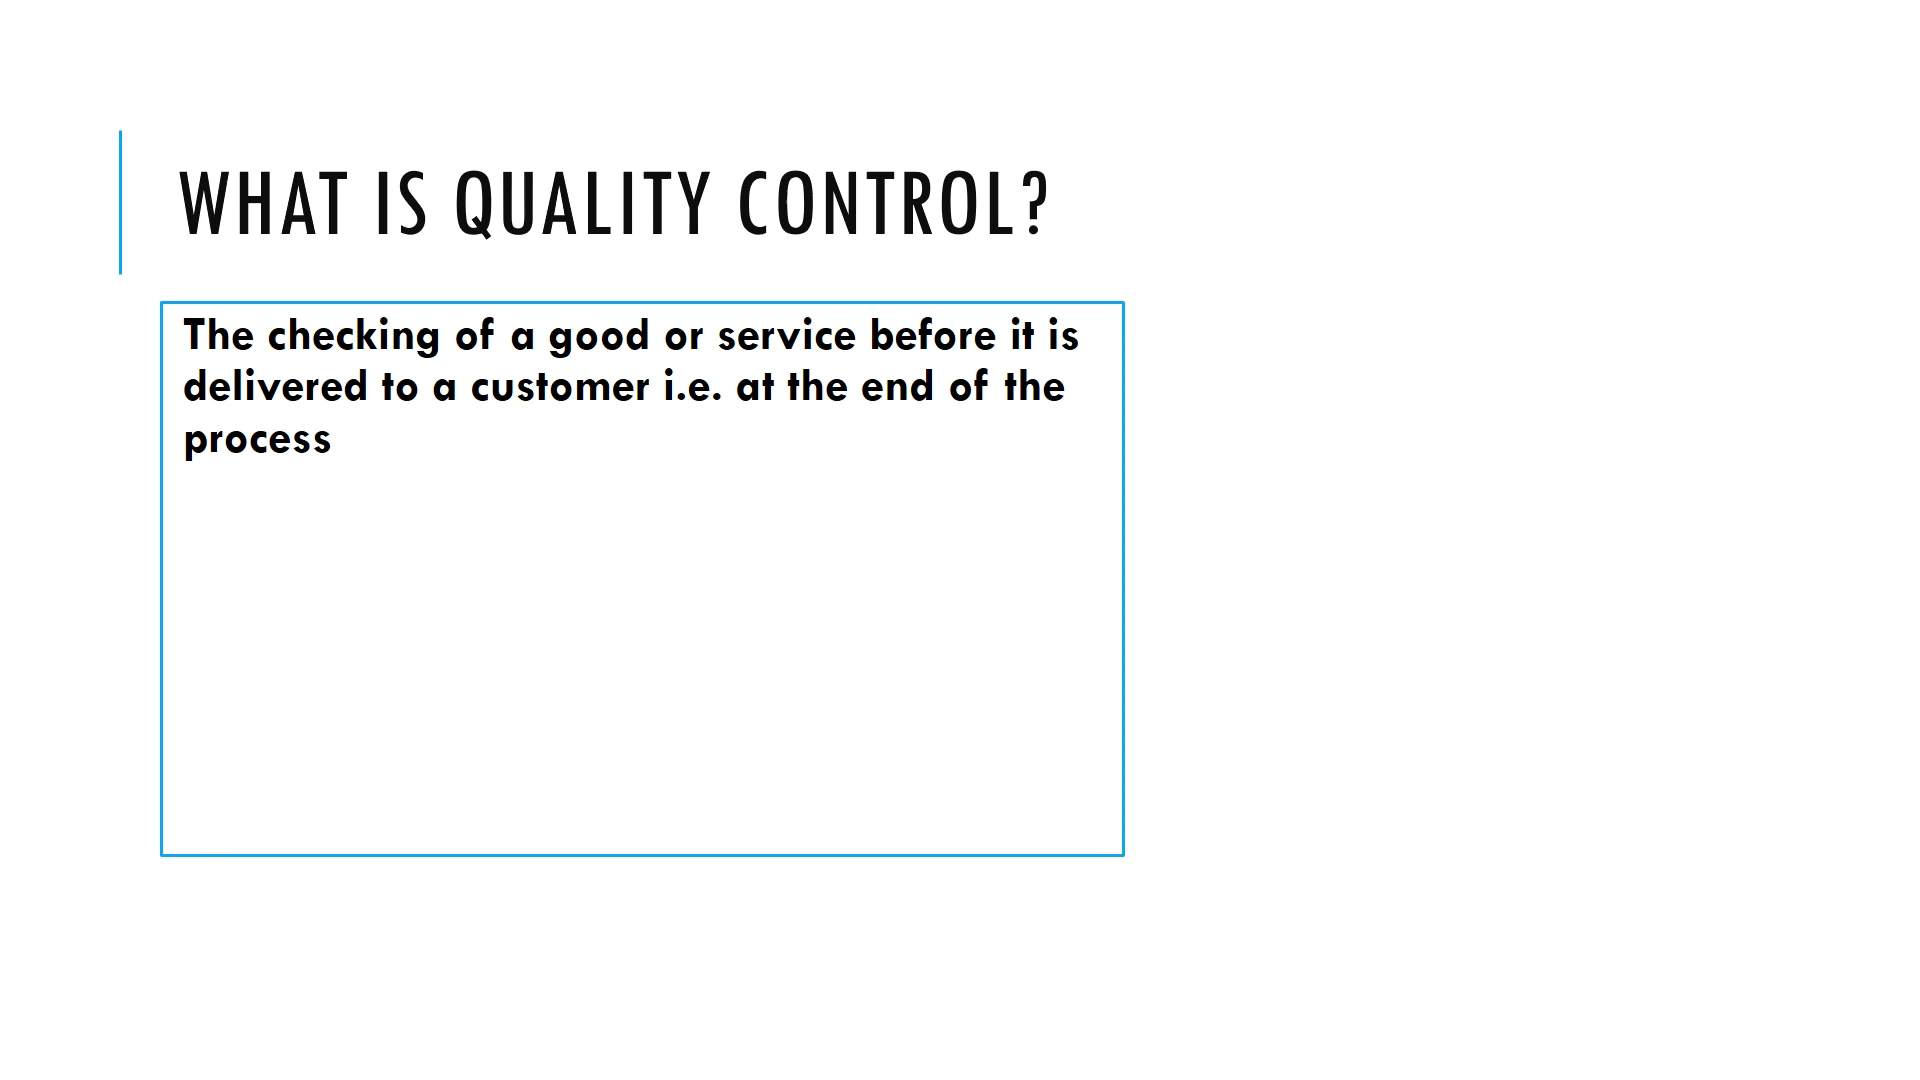 WHAT IS QUALITY CONTROL?
The checking of a good or service before it is
delivered to a customer i.e. at the end of the
process